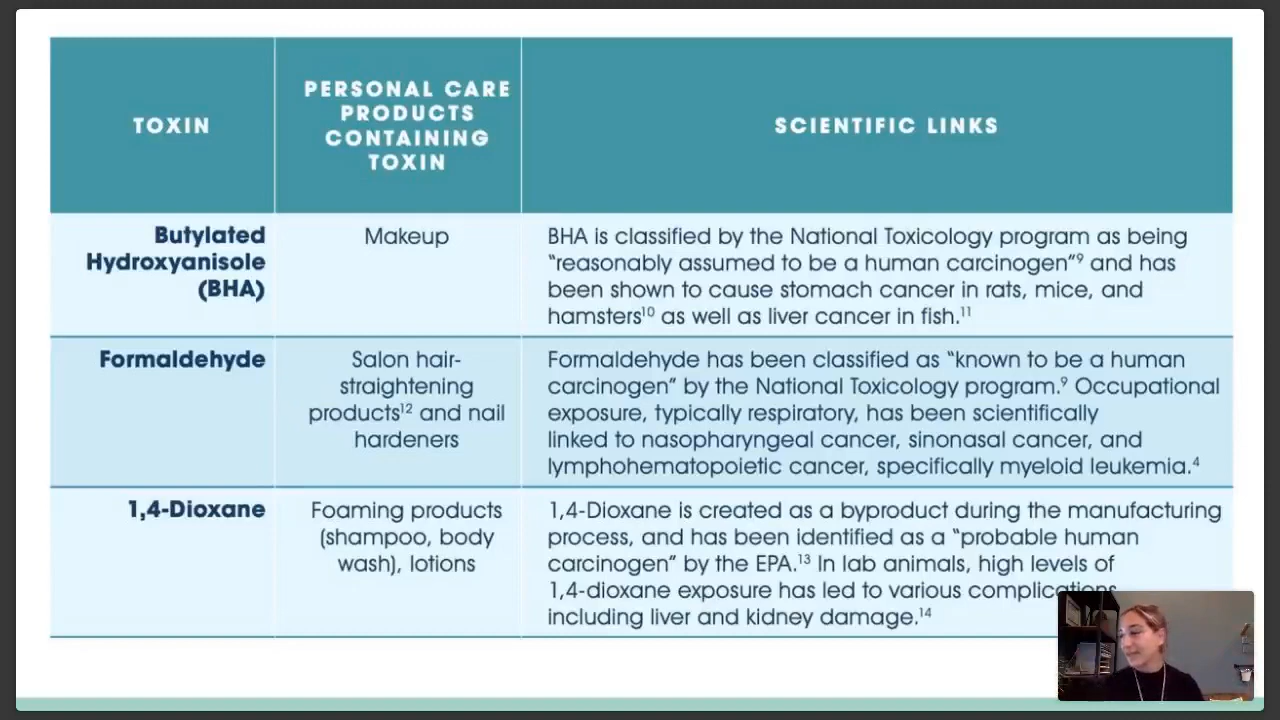 TOXIN
PERSONAL CARE
PRODUCTS
CONTAINING
TOXIN
SCIENTIFIC LINKS
Butylated
Hydroxyanisole
(BHA)
Makeup
BHA is classified by the National Toxicology program as being
“reasonably assumed to be a human carcinogen”⁹ and has
been shown to cause stomach cancer in rats, mice, and
hamsters¹⁰ as well as liver cancer in fish.¹¹
Formaldehyde
Salon hair-
straightening
products¹² and nail
hardeners
Formaldehyde has been classified as “known to be a human
carcinogen” by the National Toxicology program.⁹ Occupational
exposure, typically respiratory, has been scientifically
linked to nasopharyngeal cancer, sinonasal cancer, and
lymphohematopoietic cancer, specifically myeloid leukemia.⁴
1,4-Dioxane
Foaming products
(shampoo, body
wash), lotions
1,4-Dioxane is created as a byproduct during the manufacturing
process, and has been identified as a “probable human
carcinogen” by the EPA.¹³ In lab animals, high levels of
1,4-dioxane exposure has led to various complications
including liver and kidney damage.¹⁴